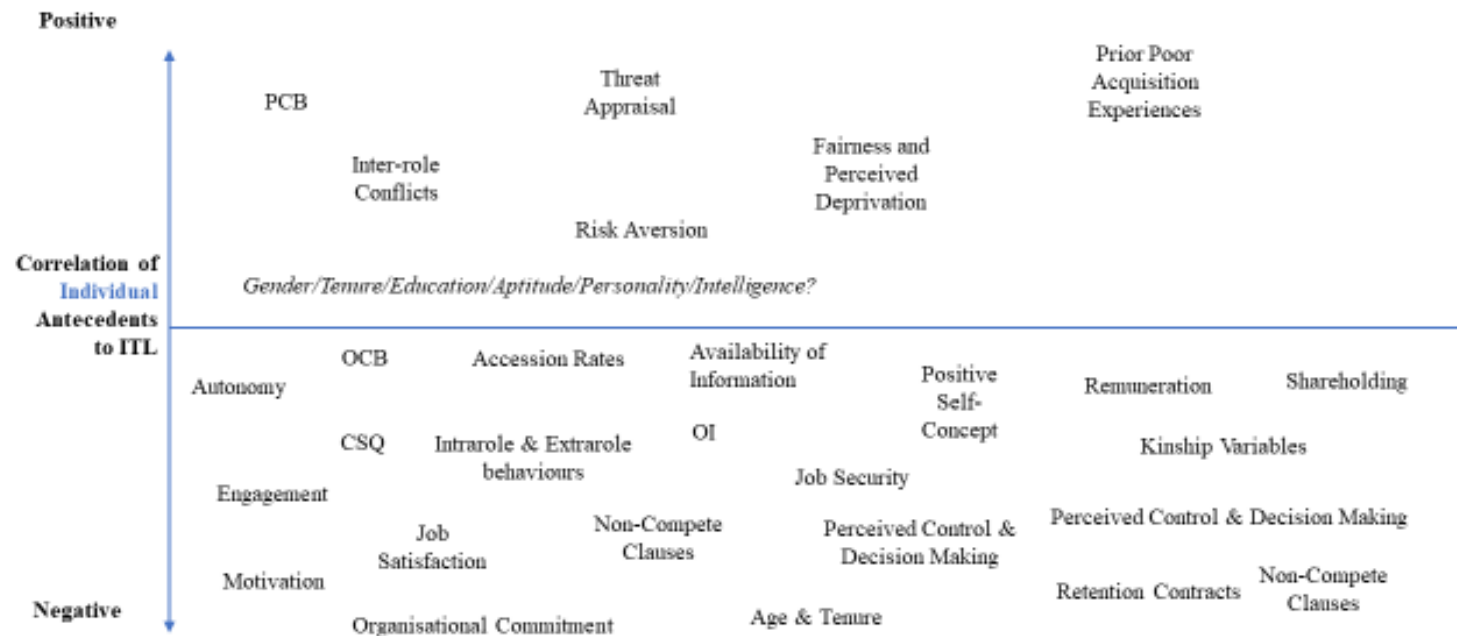 Positive
PCB
Threat
Appraisal
Prior Poor
Acquisition
Experiences
Inter-role
Conflicts
Fairness and
Perceived
Deprivation
Risk Aversion
Correlation of
Individual
Antecedents
to ITL
Gender/Tenure/Education/Aptitude/Personality/Intelligence?
OCB
Accession Rates
Availability of
Information
Autonomy
Positive
Self-
Concept
Remuneration
Shareholding
CSQ
Intrarole & Extrarole
behaviours
OI
Kinship Variables
Engagement
Job Security
Job
Satisfaction
Non-Compete
Clauses
Perceived Control &
Decision Making
Perceived Control & Decision Making
Motivation
Retention Contracts
Non-Compete
Clauses
Negative
Organisational Commitment
Age & Tenure